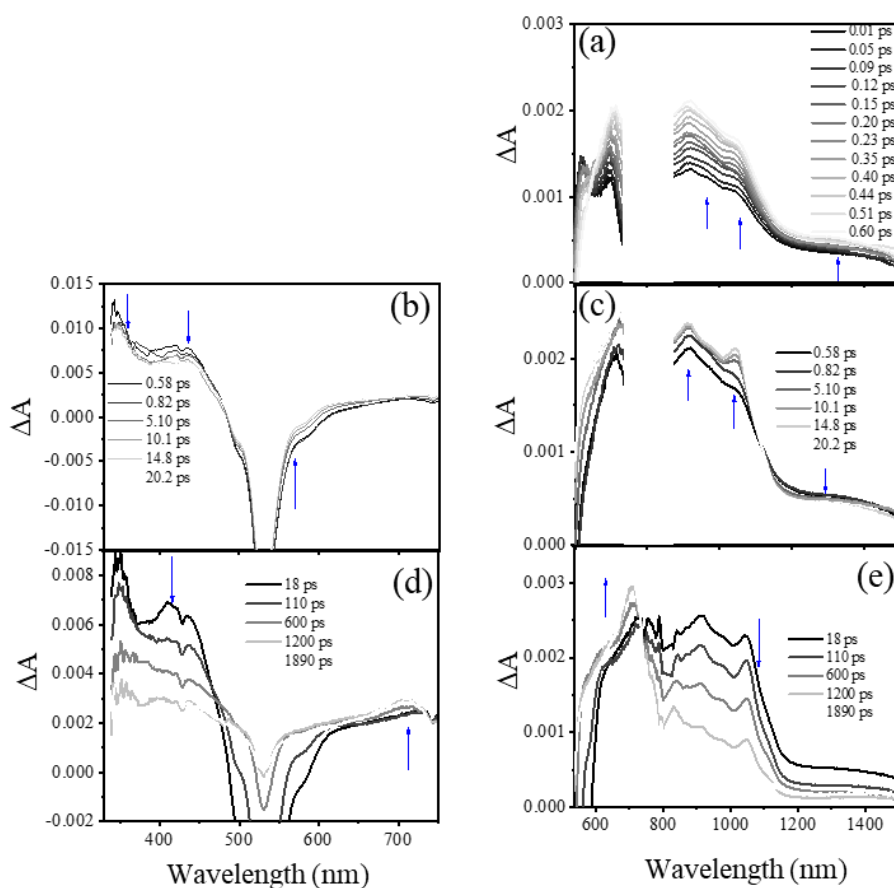 (a)
0.003
0.002
0.001
0.000
ΔA
0.01 ps
0.05 ps
0.09 ps
0.12 ps
0.15 ps
0.20 ps
0.23 ps
0.35 ps
0.40 ps
0.44 ps
0.51 ps
0.60 ps
(b)
0.015
0.010
0.005
0.000
-0.005
-0.010
-0.015
ΔA
0.58 ps
0.82 ps
5.10 ps
10.1 ps
14.8 ps
20.2 ps
(c)
0.002
0.001
0.000
ΔA
0.58 ps
0.82 ps
5.10 ps
10.1 ps
14.8 ps
20.2 ps
(d)
0.008
0.006
0.004
0.002
0.000
-0.002
ΔA
18 ps
110 ps
600 ps
1200 ps
1890 ps
400 500 600 700
Wavelength (nm)
(e)
0.003
0.002
0.001
0.000
ΔA
18 ps
110 ps
600 ps
1200 ps
1890 ps
600 800 1000 1200 1400
Wavelength (nm)